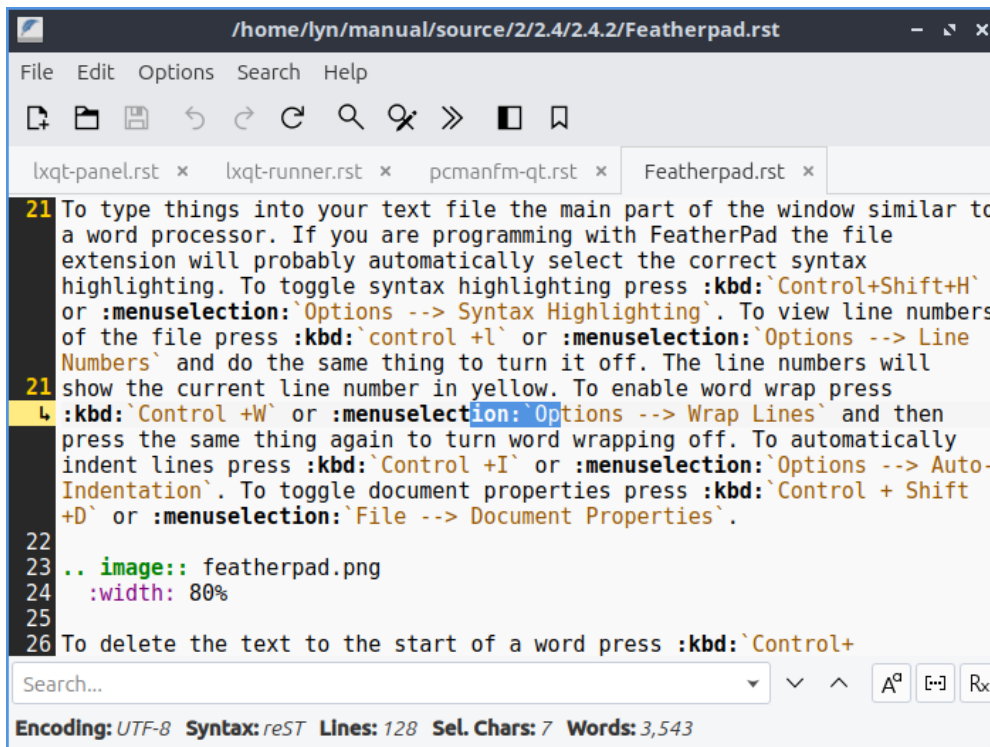 /home/lyn/manual/source/2/2.4/2.4.2/Featherpad.rst
File Edit Options Search Help
lxqt-panel.rst × lxqt-runner.rst × pcmanfm-qt.rst × Featherpad.rst ×
21 To type things into your text file the main part of the window similar to
a word processor. If you are programming with FeatherPad the file
extension will probably automatically select the correct syntax
highlighting. To toggle syntax highlighting press :kbd:`Control+Shift+H`
or :menuselection:`Options --> Syntax Highlighting`. To view line numbers
of the file press :kbd:`control +l` or :menuselection:`Options --> Line
Numbers` and do the same thing to turn it off. The line numbers will
21 show the current line number in yellow. To enable word wrap press
↳ :kbd:`Control +W` or :menuselection:`Options --> Wrap Lines` and then
press the same thing again to turn word wrapping off. To automatically
indent lines press :kbd:`Control +I` or :menuselection:`Options --> Auto-
Indentation`. To toggle document properties press :kbd:`Control + Shift
+D` or :menuselection:`File --> Document Properties`.
22
23 .. image:: featherpad.png
24   :width: 80%
25
26 To delete the text to the start of a word press :kbd:`Control+
Search...
Encoding: UTF-8 Syntax: reST Lines: 128 Sel. Chars: 7 Words: 3,543